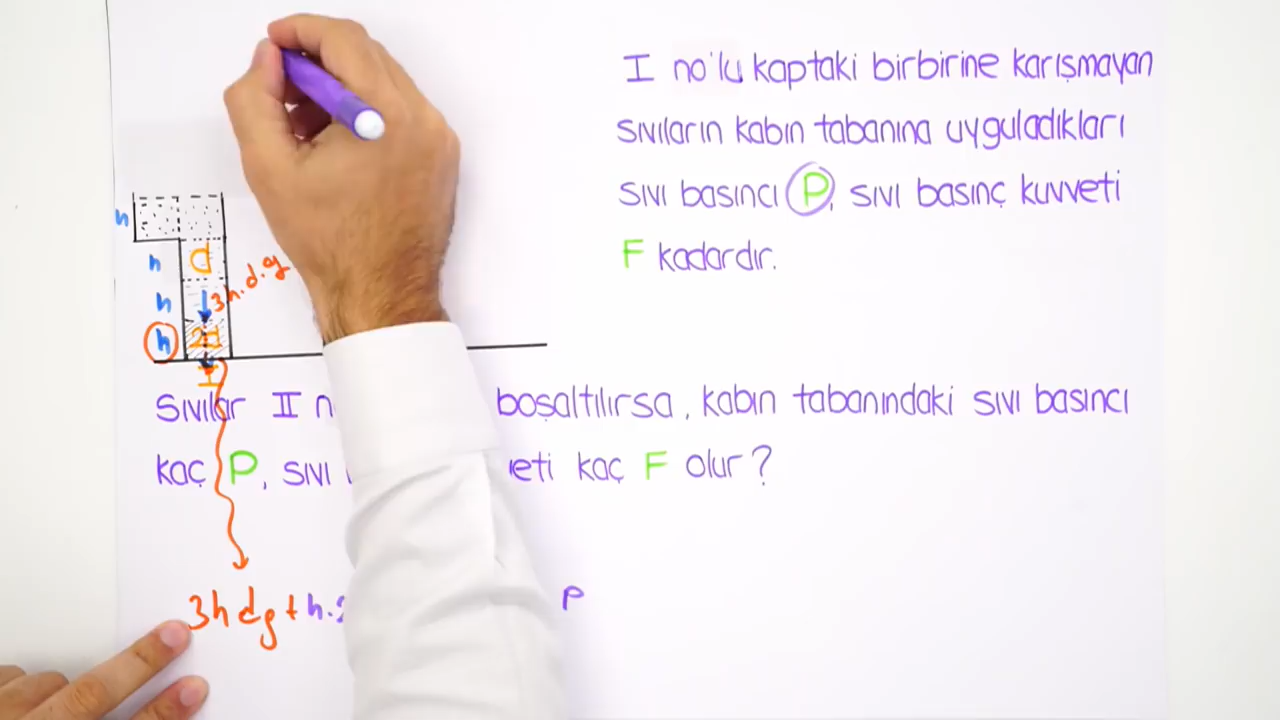 I no'lu kaptaki birbirine karışmayan
sıvıların kabın tabanına uyguladıkları
sıvı basıncı P, sıvı basınç kuvveti
F kadardır.
h
h d
h 3h.d.g
h 2d
I
Sıvılar II boşaltılırsa, kabın tabanındaki sıvı basıncı
kaç P, sıvı kaç F olur?
3hdg + h.
P